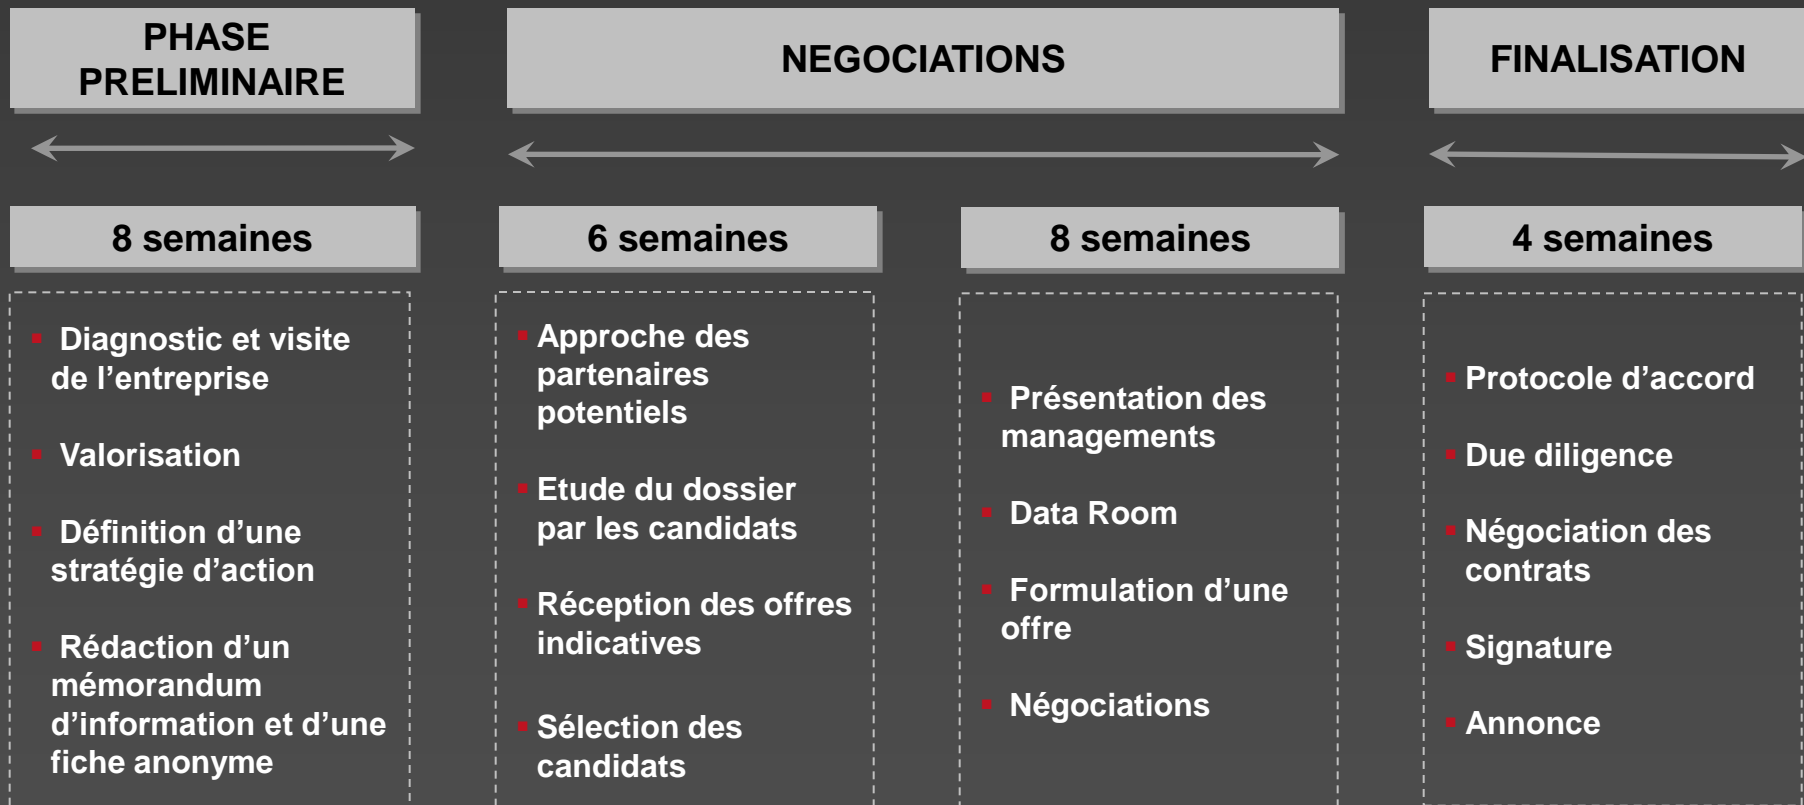 PHASE
PRELIMINAIRE
NEGOCIATIONS
FINALISATION
8 semaines
6 semaines
8 semaines
4 semaines
▪ Diagnostic et visite
de l’entreprise
▪ Valorisation
▪ Définition d’une
stratégie d’action
▪ Rédaction d’un
mémorandum
d’information et d’une
fiche anonyme
▪ Approche des
partenaires
potentiels
▪ Etude du dossier
par les candidats
▪ Réception des offres
indicatives
▪ Sélection des
candidats
▪ Présentation des
managements
▪ Data Room
▪ Formulation d’une
offre
▪ Négociations
▪ Protocole d’accord
▪ Due diligence
▪ Négociation des
contrats
▪ Signature
▪ Annonce